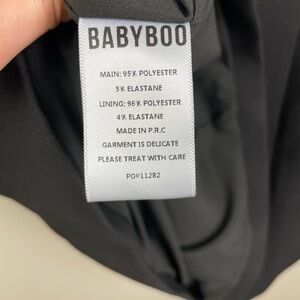 BABYBOO
MAIN: 95% POLYESTER
5% ELASTANE
LINING: 96% POLYESTER
4% ELASTANE
MADE IN P.R.C
GARMENT IS DELICATE
PLEASE TREAT WITH CARE
PO#11282